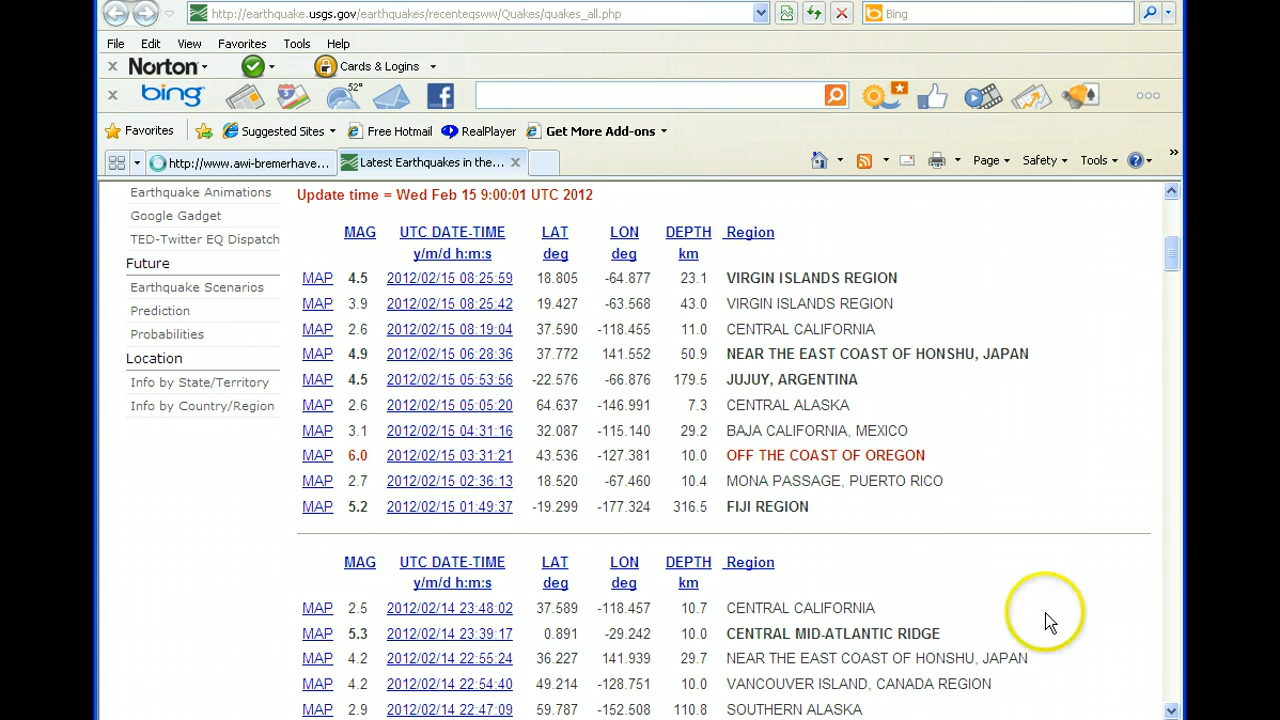 http://earthquake.usgs.gov/earthquakes/recenteqsww/Quakes/quakes_all.php Bing
File Edit View Favorites Tools Help
x Norton Cards & Logins
x bing 52°
Favorites Suggested Sites Free Hotmail RealPlayer Get More Add-ons
http://www.awi-bremerhave... Latest Earthquakes in the... Page Safety Tools
Earthquake Animations
Google Gadget
TED-Twitter EQ Dispatch
Future
Earthquake Scenarios
Prediction
Probabilities
Location
Info by State/Territory
Info by Country/Region
Update time = Wed Feb 15 9:00:01 UTC 2012
MAG UTC DATE-TIME LAT LON DEPTH Region
y/m/d h:m:s deg deg km
MAP 4.5 2012/02/15 08:25:59 18.805 -64.877 23.1 VIRGIN ISLANDS REGION
MAP 3.9 2012/02/15 08:25:42 19.427 -63.568 43.0 VIRGIN ISLANDS REGION
MAP 2.6 2012/02/15 08:19:04 37.590 -118.455 11.0 CENTRAL CALIFORNIA
MAP 4.9 2012/02/15 06:28:36 37.772 141.552 50.9 NEAR THE EAST COAST OF HONSHU, JAPAN
MAP 4.5 2012/02/15 05:53:56 -22.576 -66.876 179.5 JUJUY, ARGENTINA
MAP 2.6 2012/02/15 05:05:20 64.637 -146.991 7.3 CENTRAL ALASKA
MAP 3.1 2012/02/15 04:31:16 32.087 -115.140 29.2 BAJA CALIFORNIA, MEXICO
MAP 6.0 2012/02/15 03:31:21 43.536 -127.381 10.0 OFF THE COAST OF OREGON
MAP 2.7 2012/02/15 02:36:13 18.520 -67.460 10.4 MONA PASSAGE, PUERTO RICO
MAP 5.2 2012/02/15 01:49:37 -19.299 -177.324 316.5 FIJI REGION
MAG UTC DATE-TIME LAT LON DEPTH Region
y/m/d h:m:s deg deg km
MAP 2.5 2012/02/14 23:48:02 37.589 -118.457 10.7 CENTRAL CALIFORNIA
MAP 5.3 2012/02/14 23:39:17 0.891 -29.242 10.0 CENTRAL MID-ATLANTIC RIDGE
MAP 4.2 2012/02/14 22:55:24 36.227 141.939 29.7 NEAR THE EAST COAST OF HONSHU, JAPAN
MAP 4.2 2012/02/14 22:54:40 49.214 -128.751 10.0 VANCOUVER ISLAND, CANADA REGION
MAP 2.9 2012/02/14 22:47:09 59.787 -152.508 110.8 SOUTHERN ALASKA